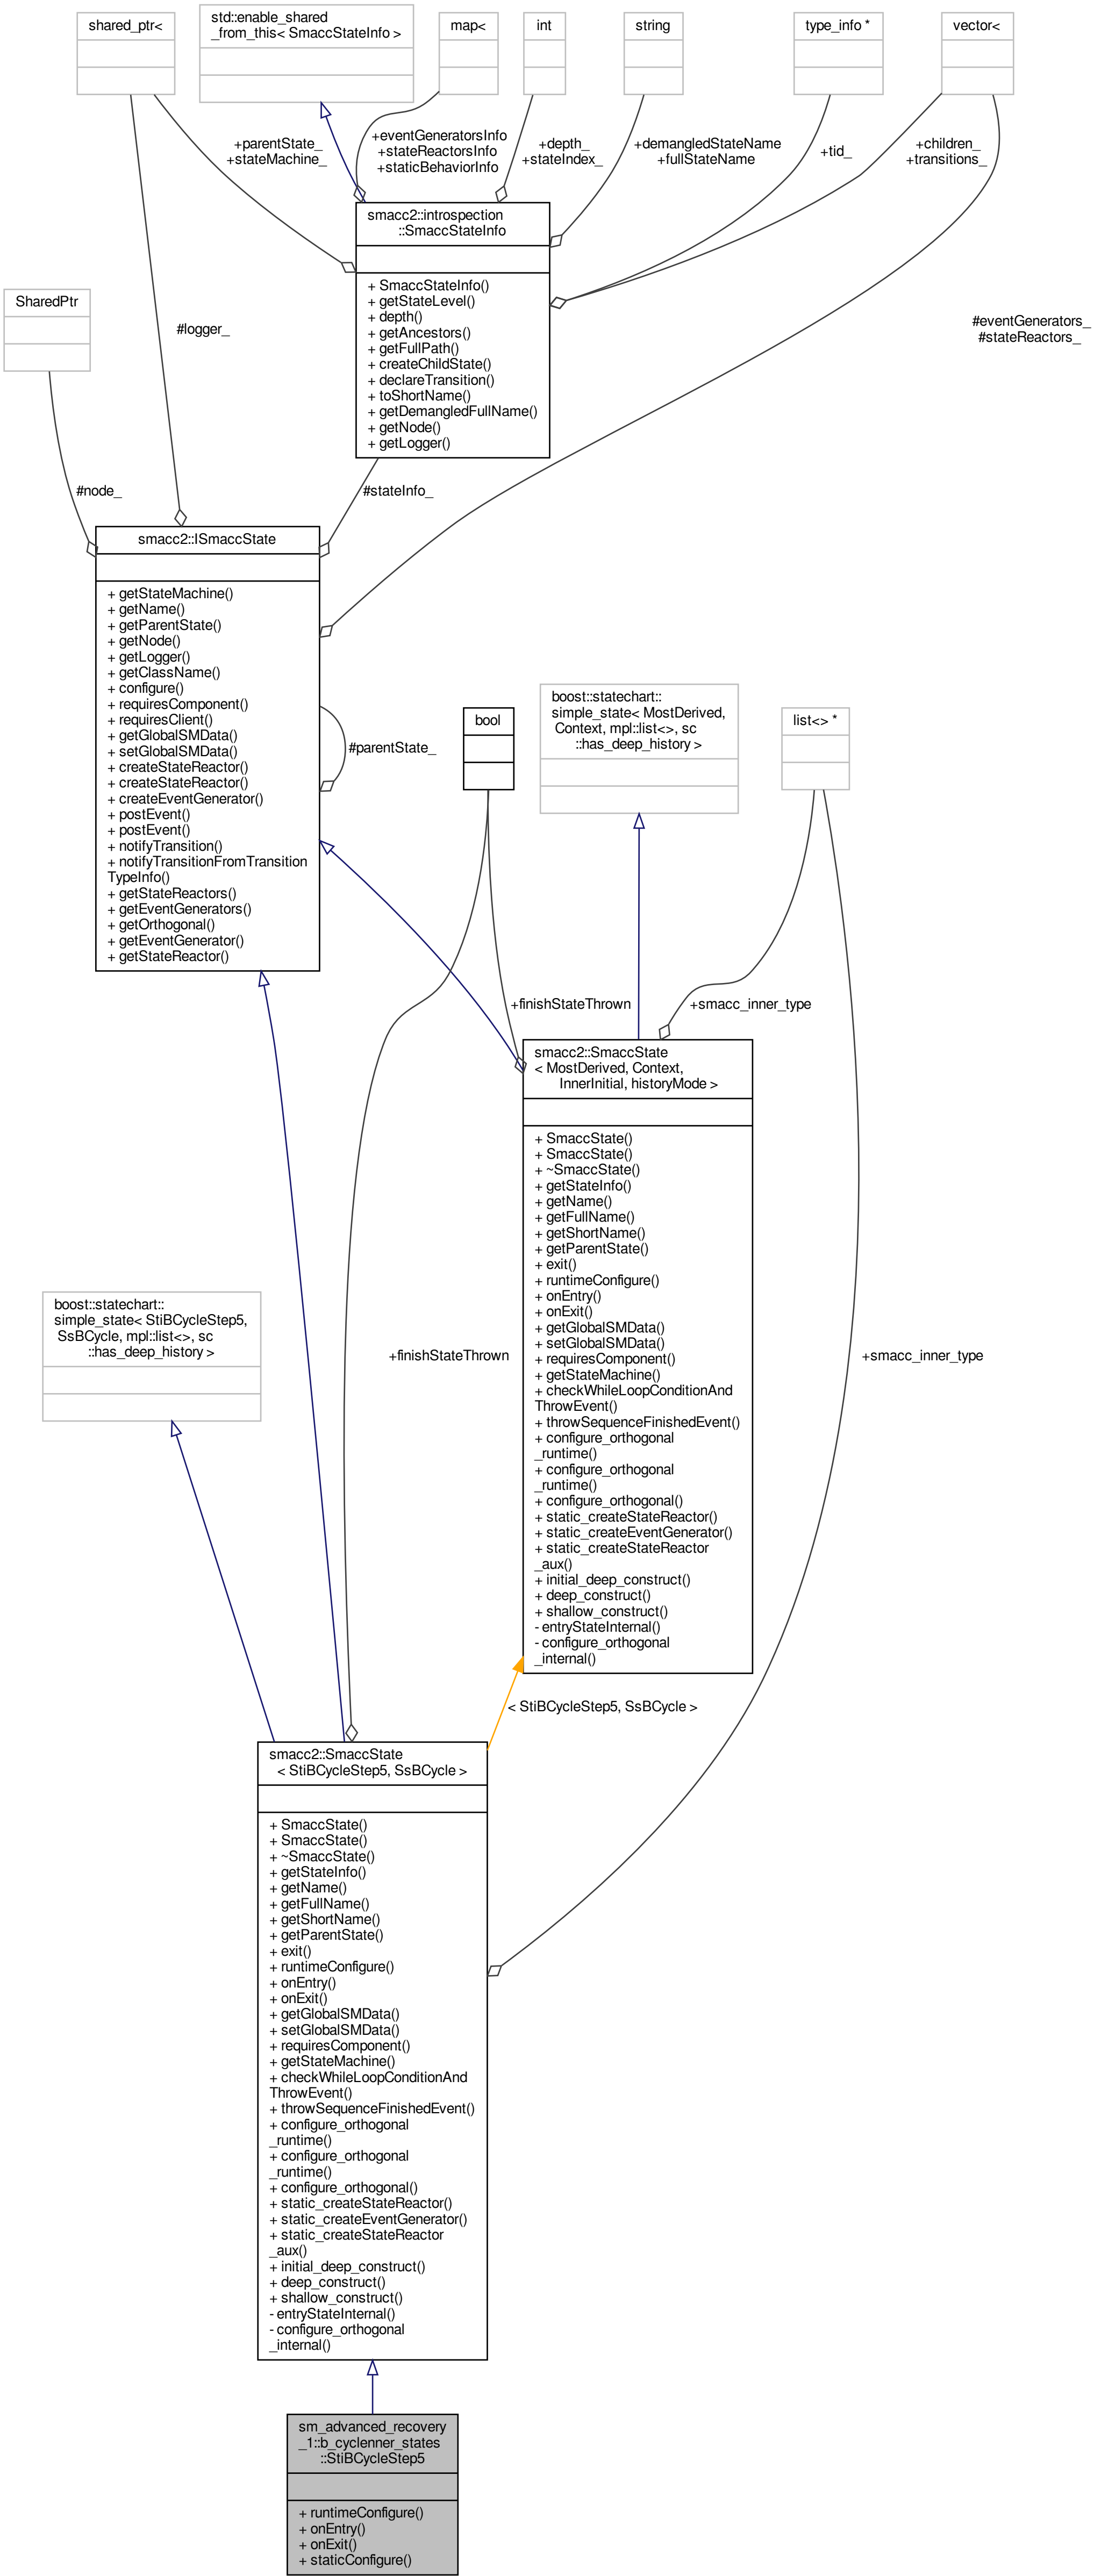 shared_ptr<
std::enable_shared
_from_this< SmaccStateInfo >
map<
int
string
type_info *
vector<
+parentState_
+stateMachine_
+eventGeneratorsInfo
+stateReactorsInfo
+staticBehaviorInfo
+depth_
+stateIndex_
+demangledStateName
+fullStateName
+tid_
+children_
+transitions_
smacc2::introspection
::SmaccStateInfo
+ SmaccStateInfo()
+ getStateLevel()
+ depth()
+ getAncestors()
+ getFullPath()
+ createChildState()
+ declareTransition()
+ toShortName()
+ getDemangledFullName()
+ getNode()
+ getLogger()
SharedPtr
#logger_
#eventGenerators_
#stateReactors_
#node_
#stateInfo_
smacc2::ISmaccState
+ getStateMachine()
+ getName()
+ getParentState()
+ getNode()
+ getLogger()
+ getClassName()
+ configure()
+ requiresComponent()
+ requiresClient()
+ getGlobalSMData()
+ setGlobalSMData()
+ createStateReactor()
+ createStateReactor()
+ createEventGenerator()
+ postEvent()
+ postEvent()
+ notifyTransition()
+ notifyTransitionFromTransition
TypeInfo()
+ getStateReactors()
+ getEventGenerators()
+ getOrthogonal()
+ getEventGenerator()
+ getStateReactor()
#parentState_
bool
boost::statechart::
simple_state< MostDerived,
Context, mpl::list<>, sc
::has_deep_history >
list<> *
+finishStateThrown
+smacc_inner_type
smacc2::SmaccState
< MostDerived, Context,
InnerInitial, historyMode >
+ SmaccState()
+ SmaccState()
+ ~SmaccState()
+ getStateInfo()
+ getName()
+ getFullName()
+ getShortName()
+ getParentState()
+ exit()
+ runtimeConfigure()
+ onEntry()
+ onExit()
+ getGlobalSMData()
+ setGlobalSMData()
+ requiresComponent()
+ getStateMachine()
+ checkWhileLoopConditionAnd
ThrowEvent()
+ throwSequenceFinishedEvent()
+ configure_orthogonal
_runtime()
+ configure_orthogonal
_runtime()
+ configure_orthogonal()
+ static_createStateReactor()
+ static_createEventGenerator()
+ static_createStateReactor
_aux()
+ initial_deep_construct()
+ deep_construct()
+ shallow_construct()
- entryStateInternal()
- configure_orthogonal
_internal()
boost::statechart::
simple_state< StiBCycleStep5,
SsBCycle, mpl::list<>, sc
::has_deep_history >
+finishStateThrown
+smacc_inner_type
< StiBCycleStep5, SsBCycle >
smacc2::SmaccState
< StiBCycleStep5, SsBCycle >
+ SmaccState()
+ SmaccState()
+ ~SmaccState()
+ getStateInfo()
+ getName()
+ getFullName()
+ getShortName()
+ getParentState()
+ exit()
+ runtimeConfigure()
+ onEntry()
+ onExit()
+ getGlobalSMData()
+ setGlobalSMData()
+ requiresComponent()
+ getStateMachine()
+ checkWhileLoopConditionAnd
ThrowEvent()
+ throwSequenceFinishedEvent()
+ configure_orthogonal
_runtime()
+ configure_orthogonal
_runtime()
+ configure_orthogonal()
+ static_createStateReactor()
+ static_createEventGenerator()
+ static_createStateReactor
_aux()
+ initial_deep_construct()
+ deep_construct()
+ shallow_construct()
- entryStateInternal()
- configure_orthogonal
_internal()
sm_advanced_recovery
_1::b_cyclenner_states
::StiBCycleStep5
+ runtimeConfigure()
+ onEntry()
+ onExit()
+ staticConfigure()